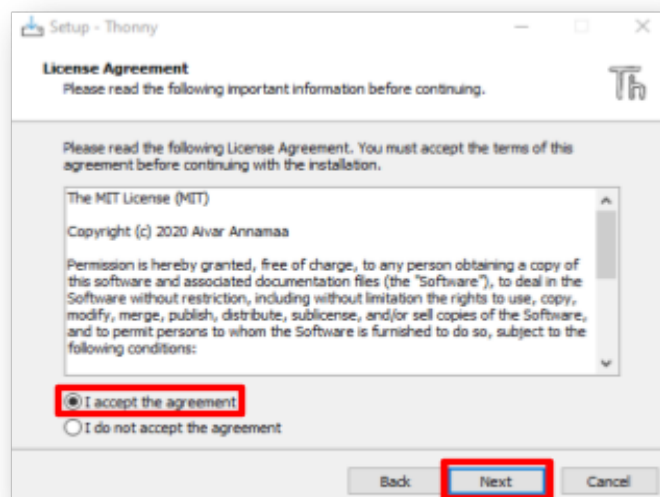 Setup - Thonny
License Agreement
Please read the following important information before continuing.
Th
Please read the following License Agreement. You must accept the terms of this
agreement before continuing with the installation.
The MIT License (MIT)
Copyright (c) 2020 Aivar Annamaa
Permission is hereby granted, free of charge, to any person obtaining a copy of
this software and associated documentation files (the "Software"), to deal in the
Software without restriction, including without limitation the rights to use, copy,
modify, merge, publish, distribute, sublicense, and/or sell copies of the Software,
and to permit persons to whom the Software is furnished to do so, subject to the
following conditions:
I accept the agreement
I do not accept the agreement
Back
Next
Cancel